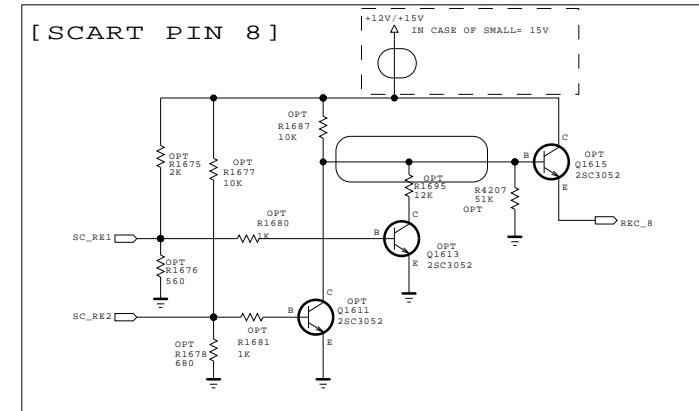 [SCART PIN 8]
+12V/+15V
IN CASE OF SMALL= 15V
OPT
R1687
10K
OPT
R1675
2K
OPT
R1677
10K
C
B
OPT
Q1615
2SC3052
E
OPT
R1695
12K
R4207
51K
OPT
REC_8
OPT
R1680
1K
SC_RE1
C
B
OPT
Q1613
2SC3052
E
OPT
R1676
560
C
OPT
Q1611
2SC3052
B
E
SC_RE2
OPT
R1681
1K
OPT
R1678
680